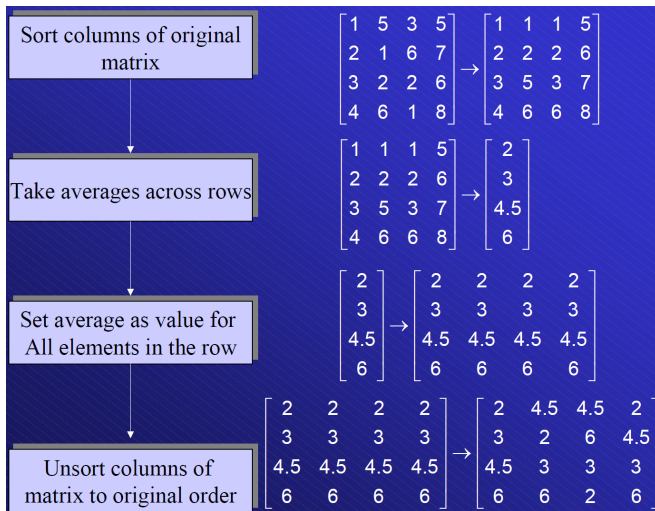 Sort columns of original
matrix
1 5 3 5
2 1 6 7
3 2 2 6
4 6 1 8
→
1 1 1 5
2 2 2 6
3 5 3 7
4 6 6 8
Take averages across rows
1 1 1 5
2 2 2 6
3 5 3 7
4 6 6 8
→
2
3
4.5
6
Set average as value for
All elements in the row
2
3
4.5
6
→
2 2 2 2
3 3 3 3
4.5 4.5 4.5 4.5
6 6 6 6
Unsort columns of
matrix to original order
2 2 2 2
3 3 3 3
4.5 4.5 4.5 4.5
6 6 6 6
→
2 4.5 4.5 2
3 2 6 4.5
4.5 3 3 3
6 6 2 6